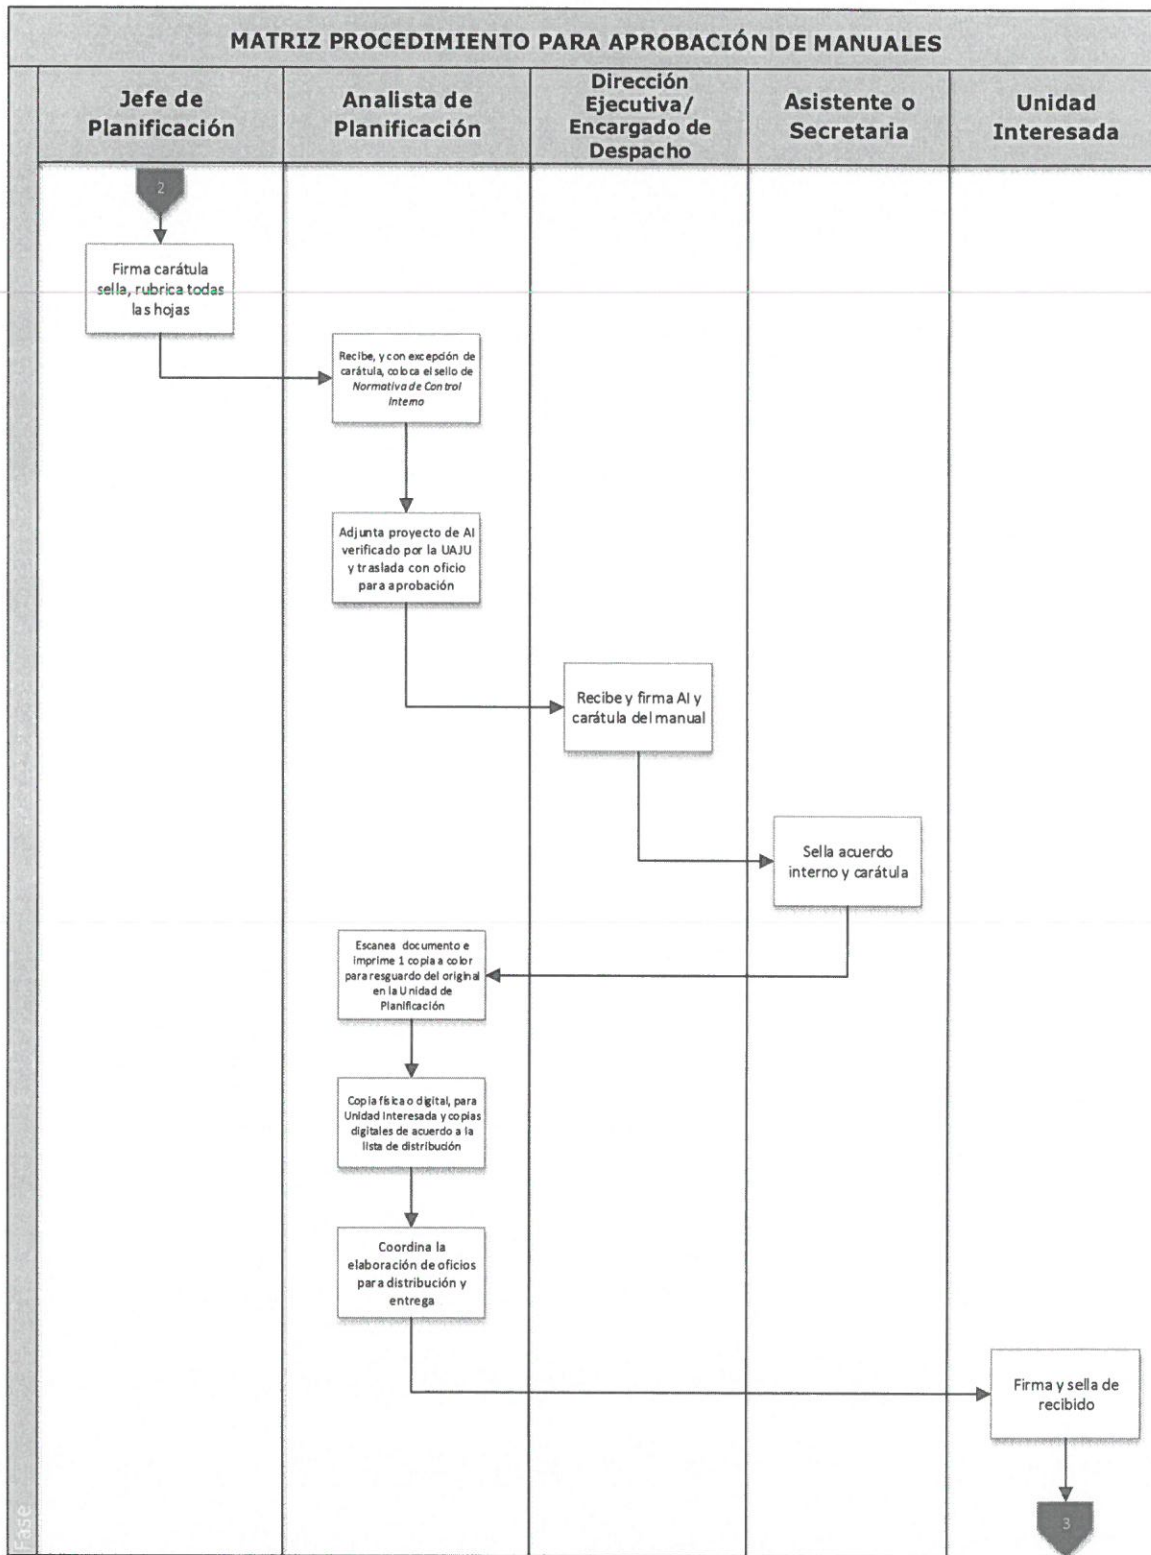 MATRIZ PROCEDIMIENTO PARA APROBACIÓN DE MANUALES
Jefe de
Planificación
Analista de
Planificación
Dirección
Ejecutiva/
Encargado de
Despacho
Asistente o
Secretaria
Unidad
Interesada
2
Firma carátula
sella, rubrica todas
las hojas
Recibe, y con excepción de
carátula, coloca el sello de
Normativa de Control
Interno
Adjunta proyecto de AI
verificado por la UAJU
y traslada con oficio
para aprobación
Recibe y firma AI y
carátula del manual
Sella acuerdo
interno y carátula
Escanea documento e
imprime 1 copia a color
para resguardo del original
en la Unidad de
Planificación
Copia física o digital, para
Unidad Interesada y copias
digitales de acuerdo a la
lista de distribución
Coordina la
elaboración de oficios
para distribución y
entrega
Firma y sella de
recibido
3
Fase